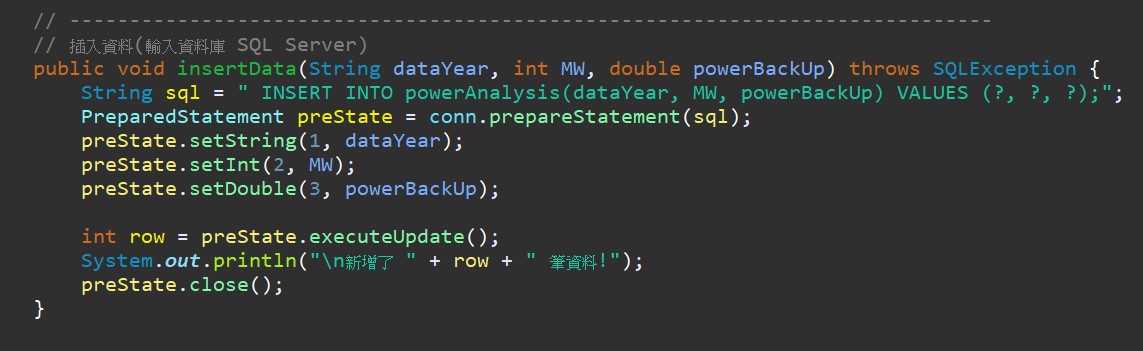 // -----------------------------------------------------------------------------
// 插入資料(輸入資料庫 SQL Server)
public void insertData(String dataYear, int MW, double powerBackUp) throws SQLException {
    String sql = " INSERT INTO powerAnalysis(dataYear, MW, powerBackUp) VALUES (?, ?, ?);";
    PreparedStatement preState = conn.prepareStatement(sql);
    preState.setString(1, dataYear);
    preState.setInt(2, MW);
    preState.setDouble(3, powerBackUp);

    int row = preState.executeUpdate();
    System.out.println("\n新增了 " + row + " 筆資料!");
    preState.close();
}